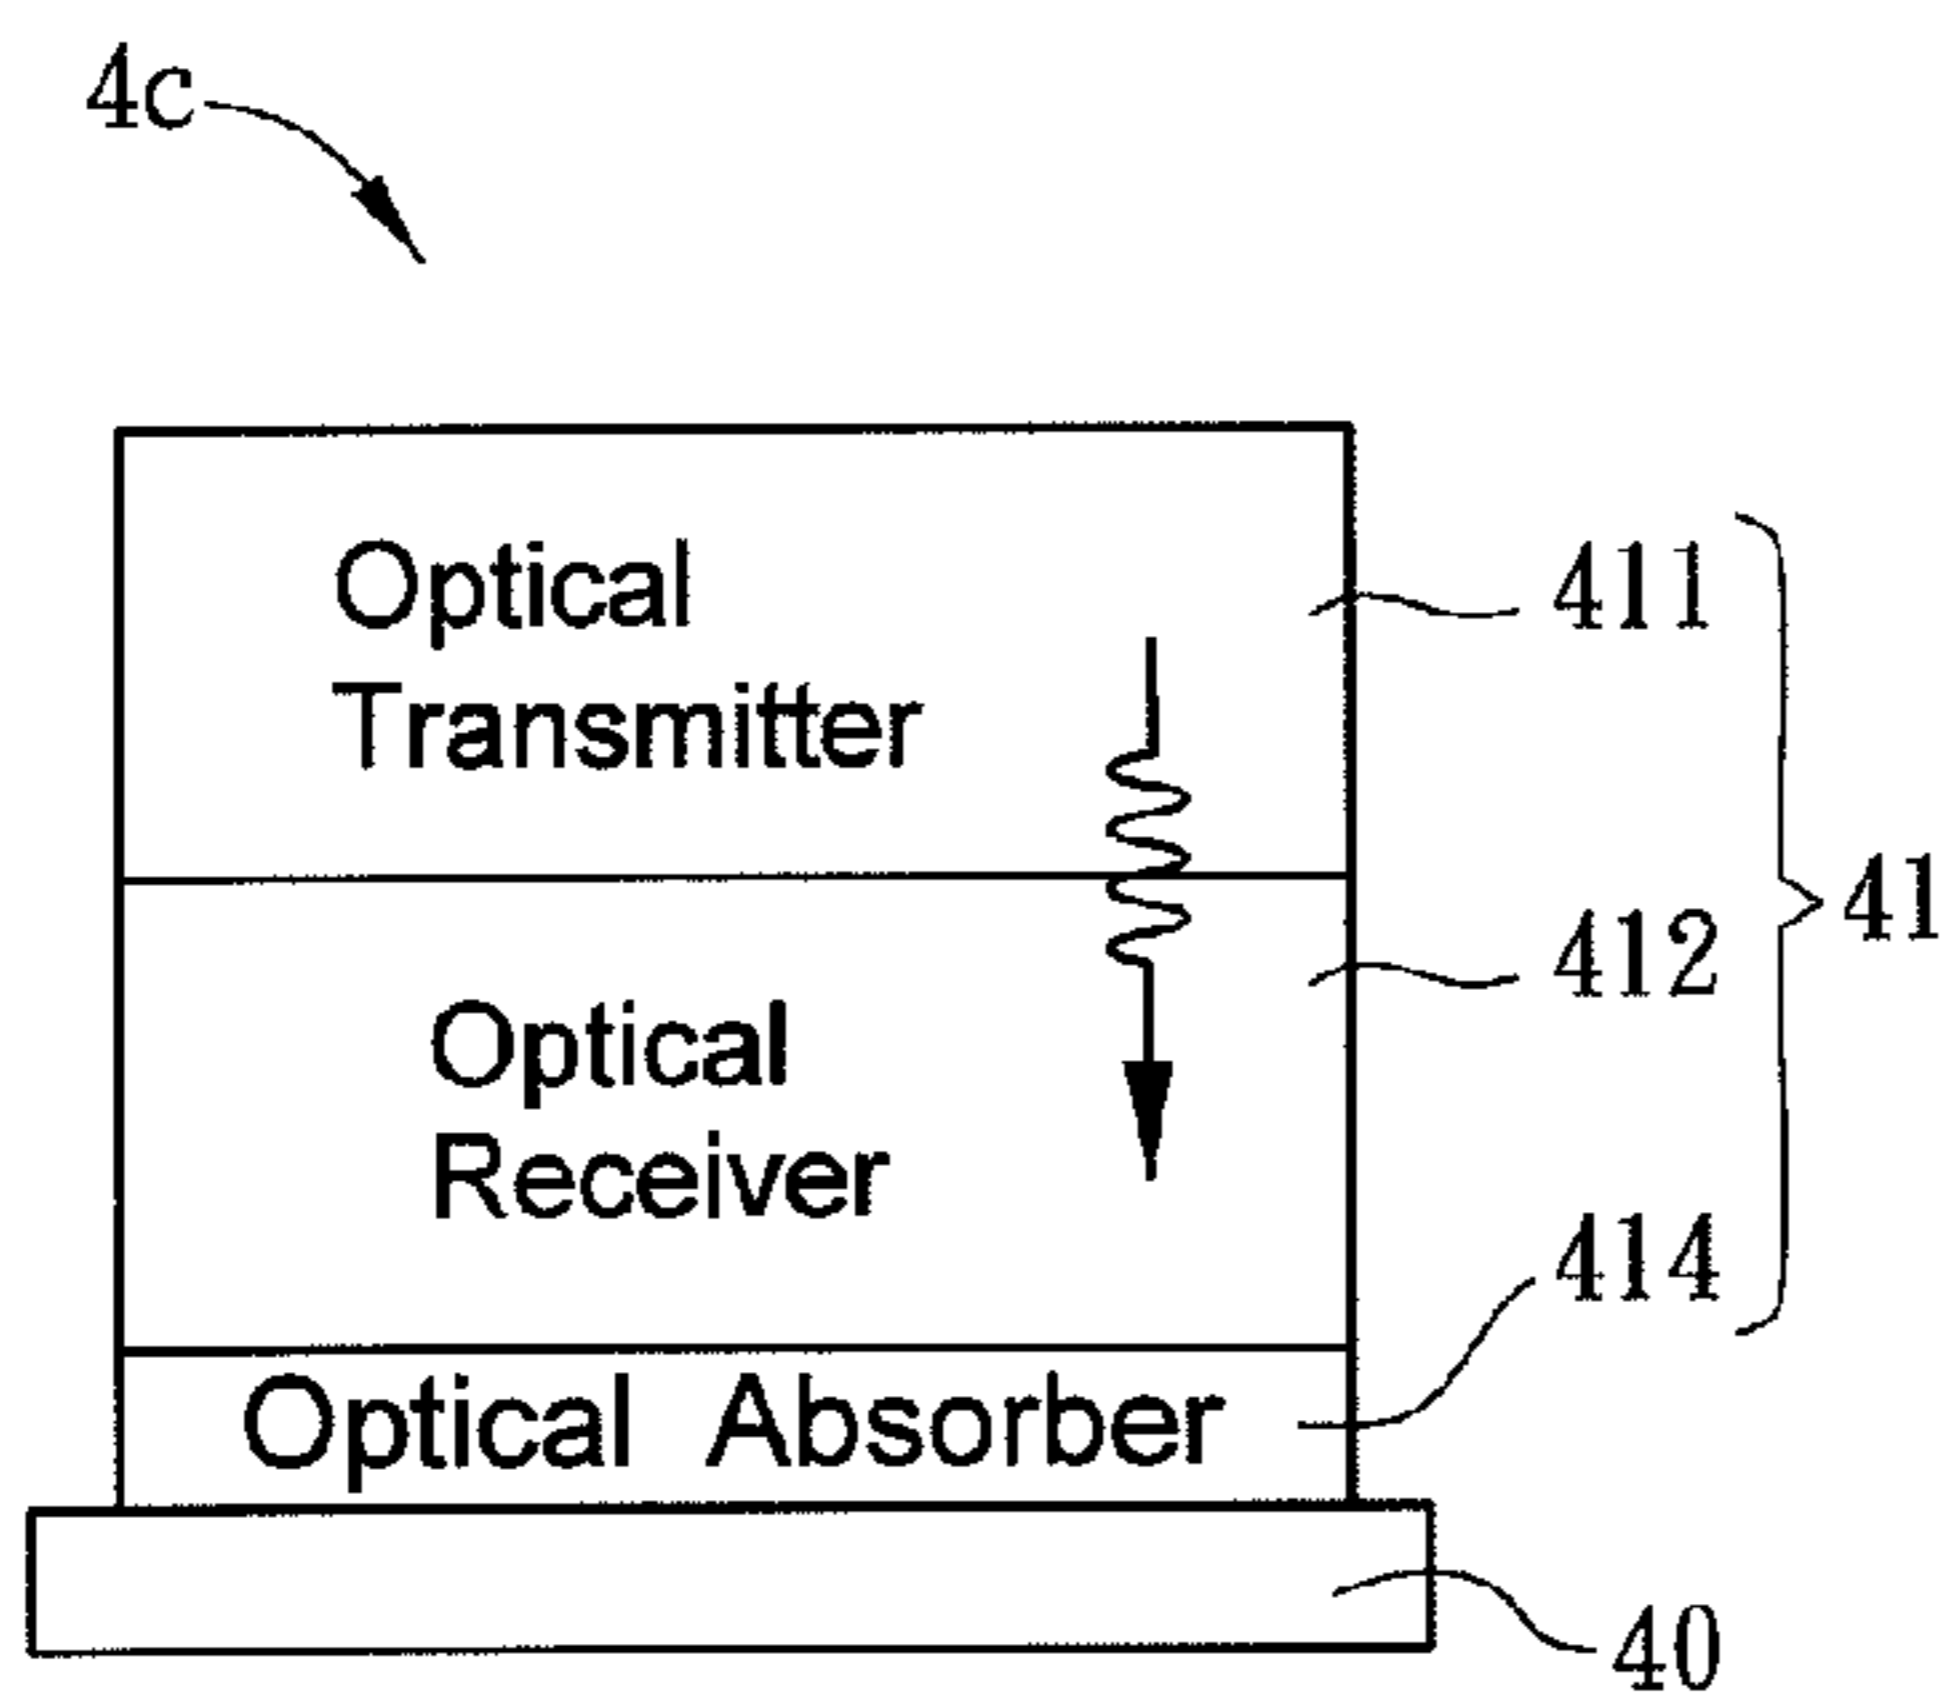 4C
Optical
Transmitter
411
412
41
Optical
Receiver
414
Optical Absorber
40